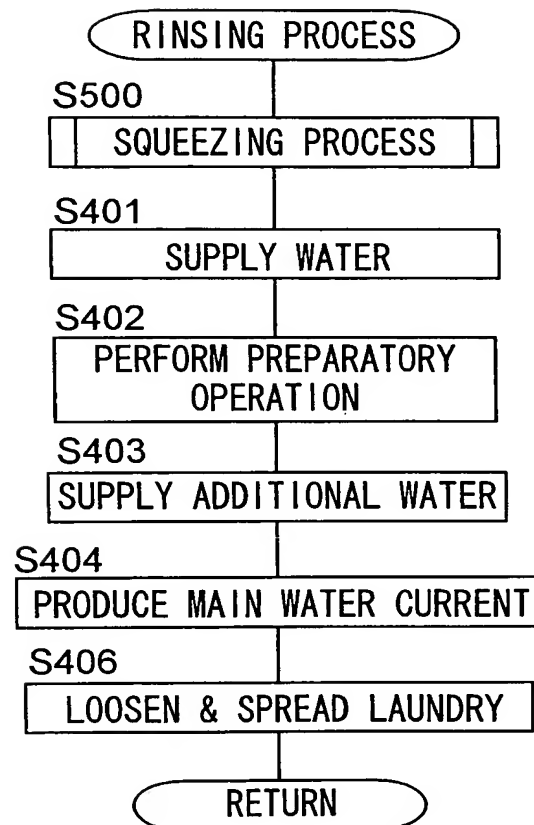 RINSING PROCESS
S500
SQUEEZING PROCESS
S401
SUPPLY WATER
S402
PERFORM PREPARATORY
OPERATION
S403
SUPPLY ADDITIONAL WATER
S404
PRODUCE MAIN WATER CURRENT
S406
LOOSEN & SPREAD LAUNDRY
RETURN